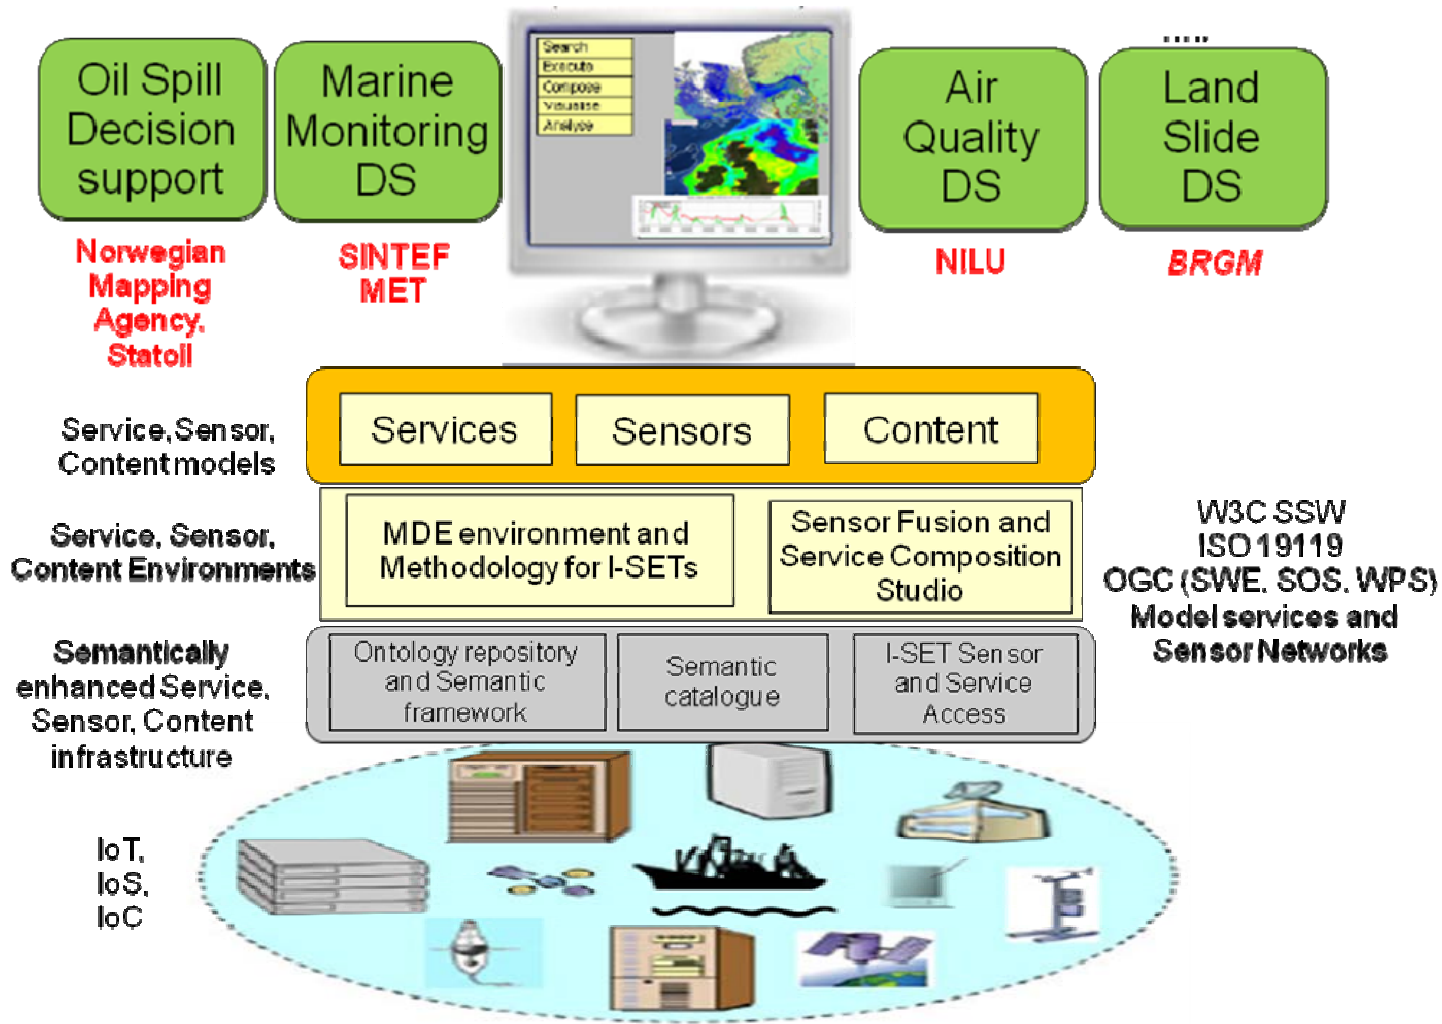 Oil Spill
Decision
support
Marine
Monitoring
DS
Search
Execute
Compose
Visualise
Analyse
Air
Quality
DS
.....
Land
Slide
DS
Norwegian
Mapping
Agency,
Statoil
SINTEF
MET
NILU
BRGM
Service, Sensor,
Content models
Services
Sensors
Content
Service, Sensor,
Content Environments
MDE environment and
Methodology for I-SETs
Sensor Fusion and
Service Composition
Studio
W3C SSW
ISO 19119
OGC (SWE, SOS, WPS)
Model services and
Sensor Networks
Semantically
enhanced Service,
Sensor, Content
infrastructure
Ontology repository
and Semantic
framework
Semantic
catalogue
I-SET Sensor
and Service
Access
IoT,
IoS,
IoC